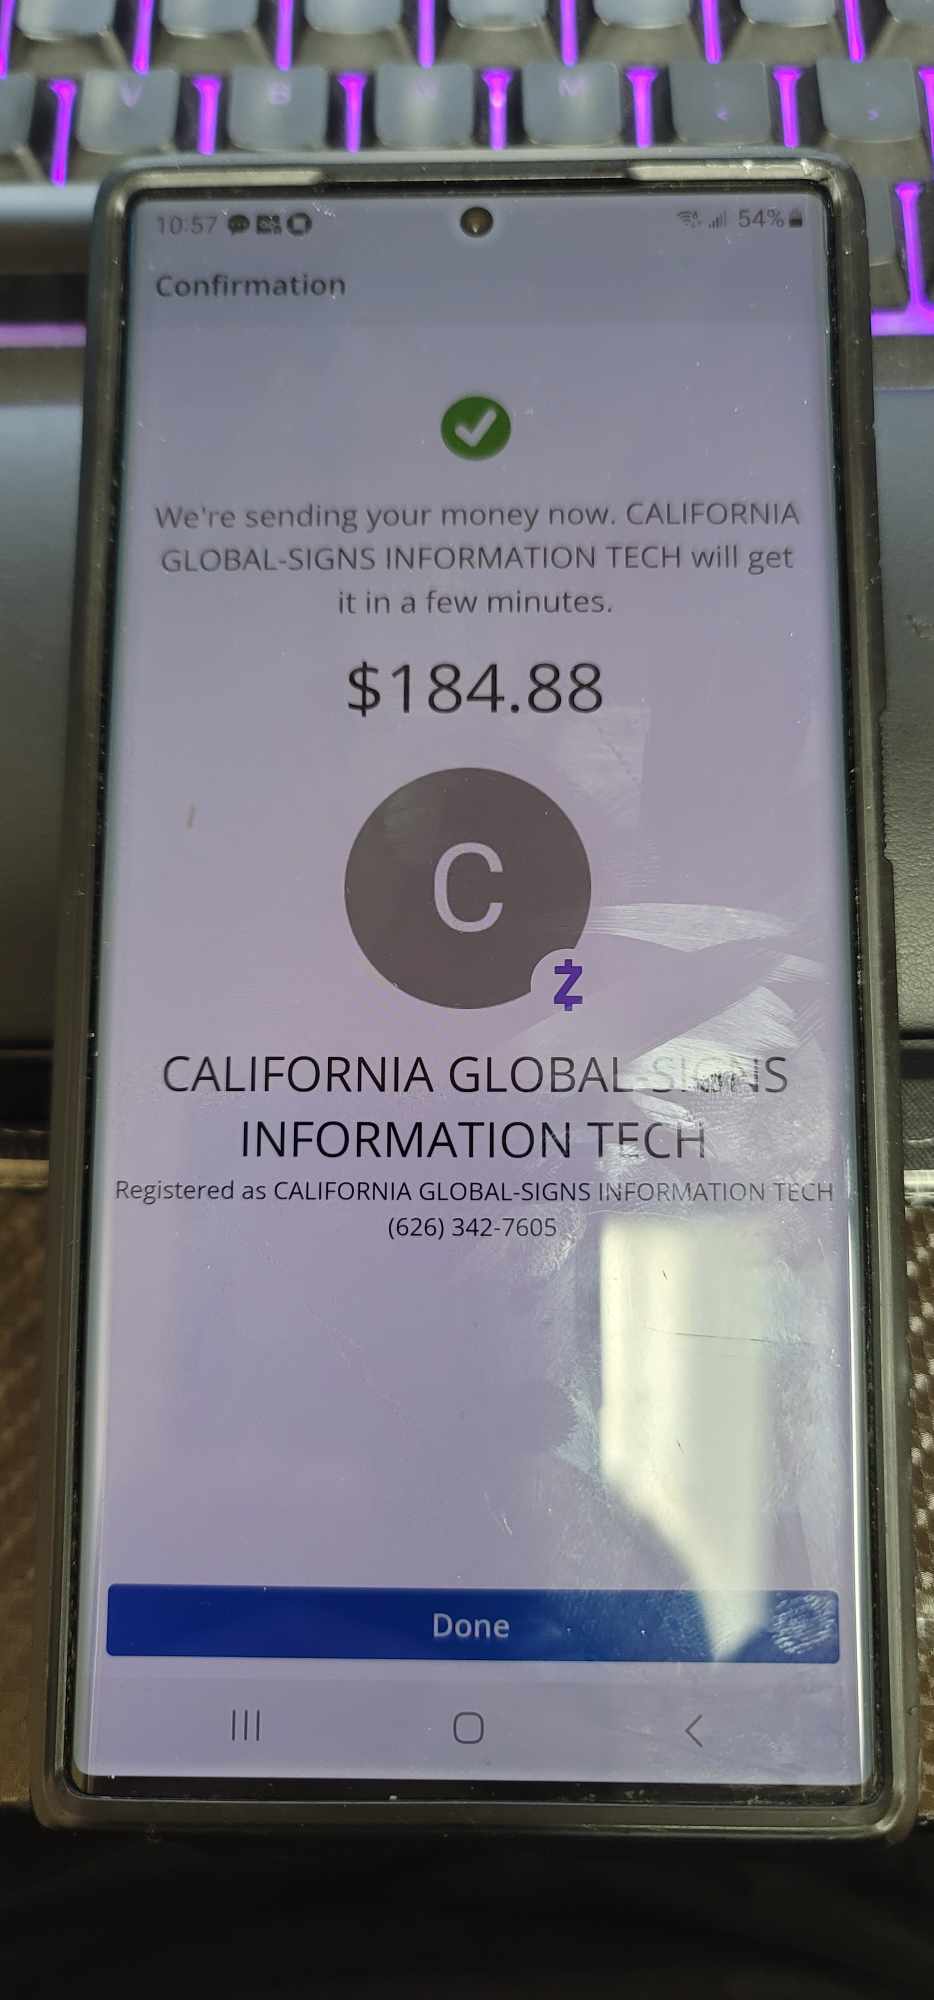 V B N M < >
10:57 54%
Confirmation
We're sending your money now. CALIFORNIA
GLOBAL-SIGNS INFORMATION TECH will get
it in a few minutes.
$184.88
C
CALIFORNIA GLOBAL-SIGNS
INFORMATION TECH
Registered as CALIFORNIA GLOBAL-SIGNS INFORMATION TECH
(626) 342-7605
Done